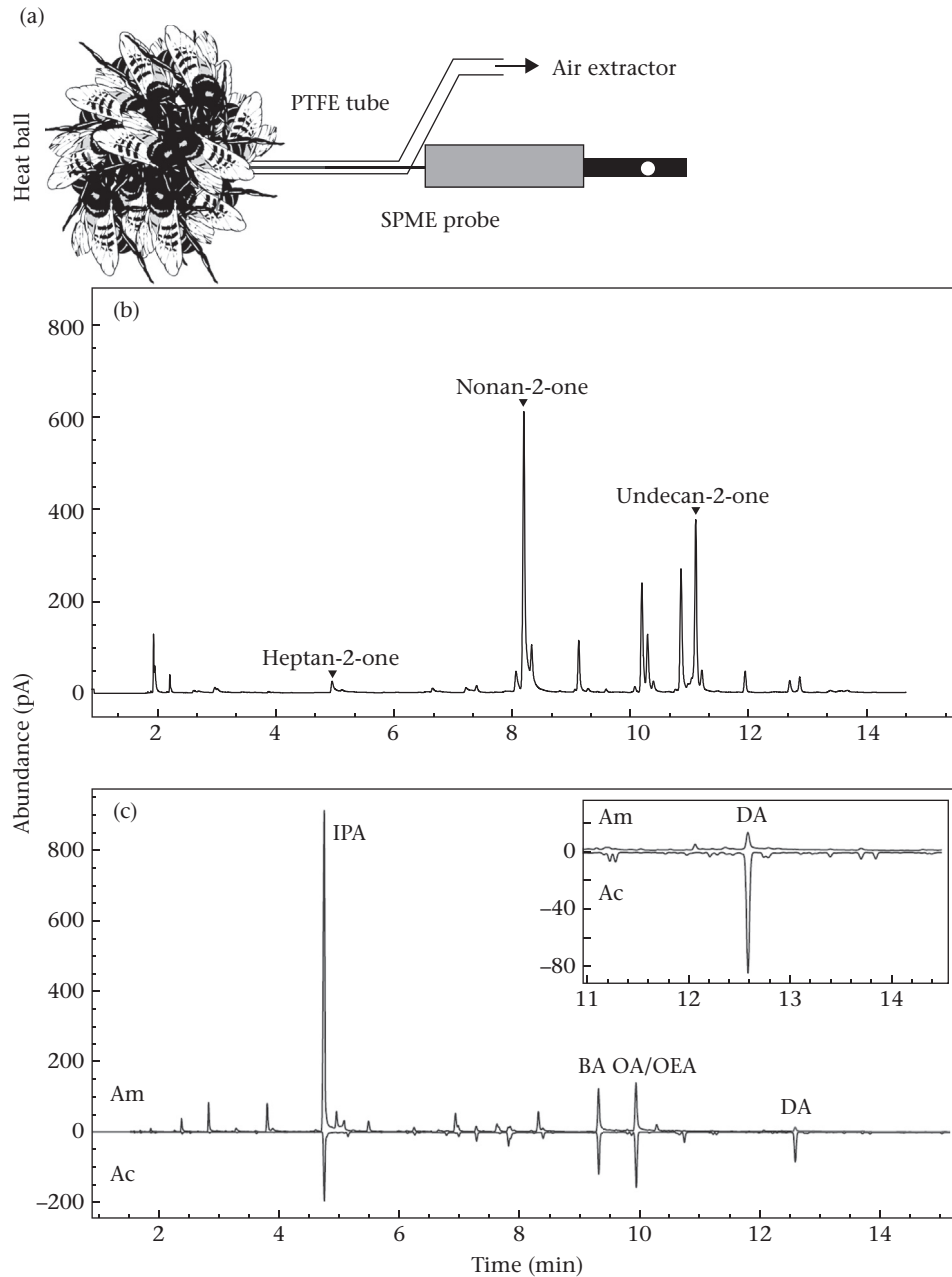 (a)
Heat ball
PTFE tube
Air extractor
SPME probe
(b)
800
600
400
200
0
Nonan-2-one
Undecan-2-one
Heptan-2-one
2 4 6 8 10 12 14
Abundance (pA)
(c)
800
600
400
200
0
–200
IPA
Am
Ac
BA OA/OEA
DA
Am
DA
Ac
0
–40
–80
11 12 13 14
2 4 6 8 10 12 14
Time (min)